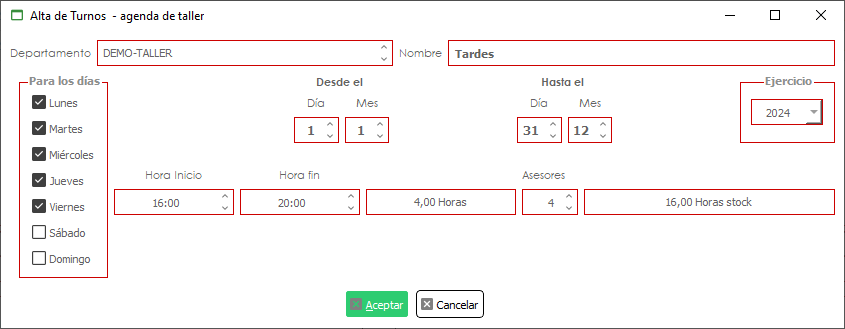 Alta de Turnos - agenda de taller
Departamento DEMO-TALLER Nombre Tardes
Para los días Desde el Hasta el Ejercicio
Lunes Día Mes Día Mes
2024
Martes 1 1 31 12
Miércoles
Jueves Hora Inicio Hora fin Asesores
Viernes 16:00 20:00 4,00 Horas 4 16,00 Horas stock
Sábado
Domingo
Aceptar Cancelar